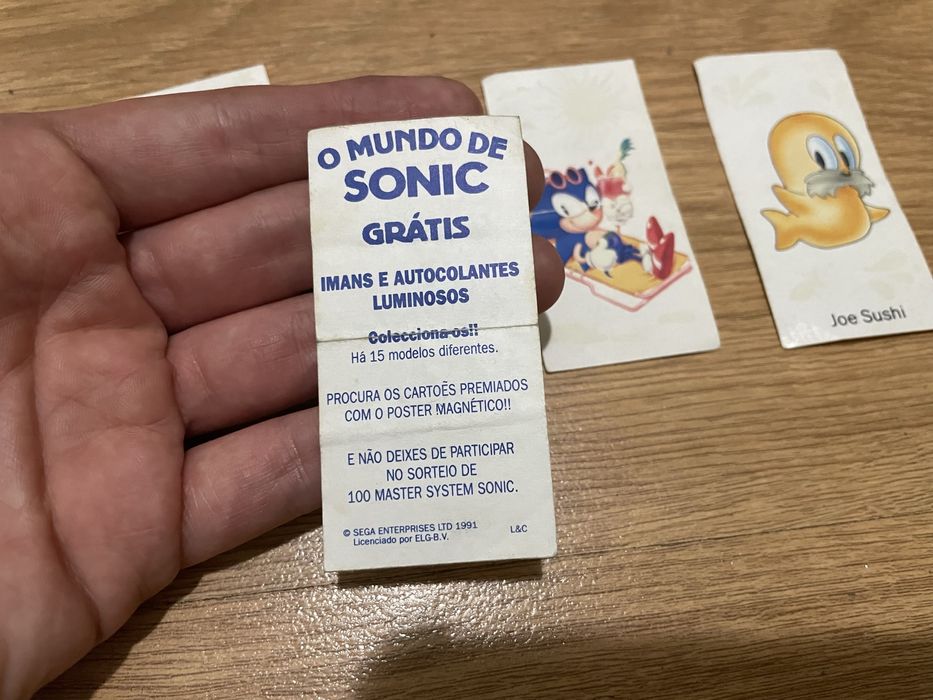 O MUNDO DE
SONIC
GRÁTIS
IMANS E AUTOCOLANTES
LUMINOSOS
Colecciona-os!!
Há 15 modelos diferentes.
PROCURA OS CARTOẼS PREMIADOS
COM O POSTER MAGNÉTICO!!
E NÃO DEIXES DE PARTICIPAR
NO SORTEIO DE
100 MASTER SYSTEM SONIC.
© SEGA ENTERPRISES LTD 1991
Licenciado por ELG-B.V.
L&C
Joe Sushi